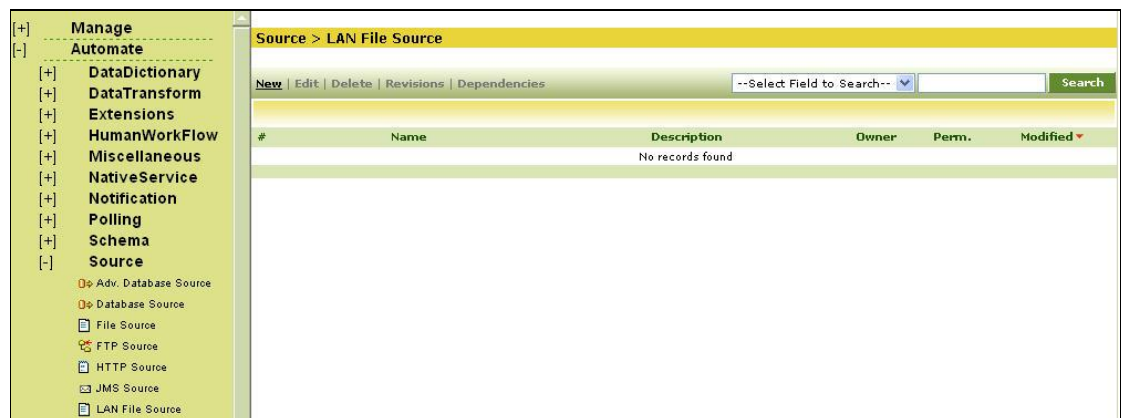 [+] Manage
[-] Automate
[+] DataDictionary
[+] DataTransform
[+] Extensions
[+] HumanWorkFlow
[+] Miscellaneous
[+] NativeService
[+] Notification
[+] Polling
[+] Schema
[-] Source
Adv. Database Source
Database Source
File Source
FTP Source
HTTP Source
JMS Source
LAN File Source
Source > LAN File Source
New | Edit | Delete | Revisions | Dependencies --Select Field to Search-- Search
# Name Description Owner Perm. Modified
No records found